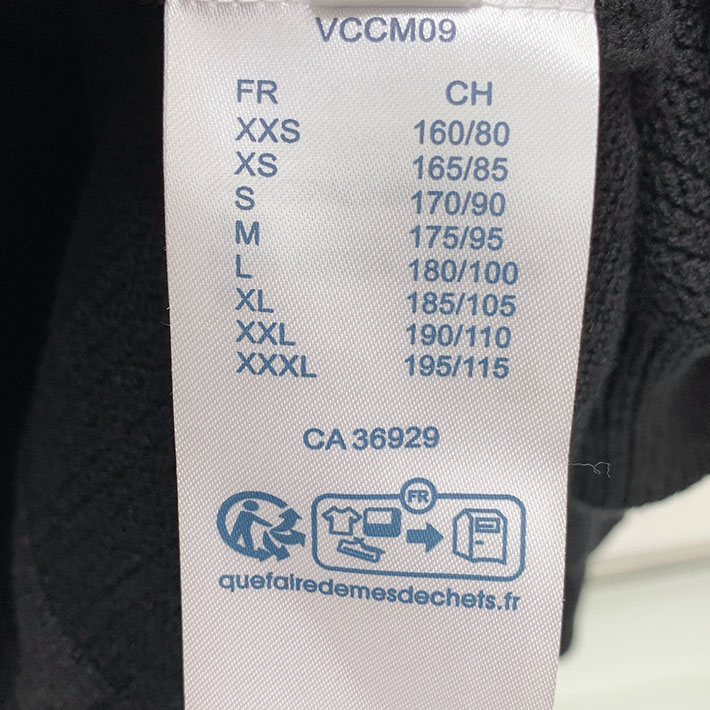 VCCM09
FR CH
XXS 160/80
XS 165/85
S 170/90
M 175/95
L 180/100
XL 185/105
XXL 190/110
XXXL 195/115
CA 36929
FR
quefairedemesdechets.fr